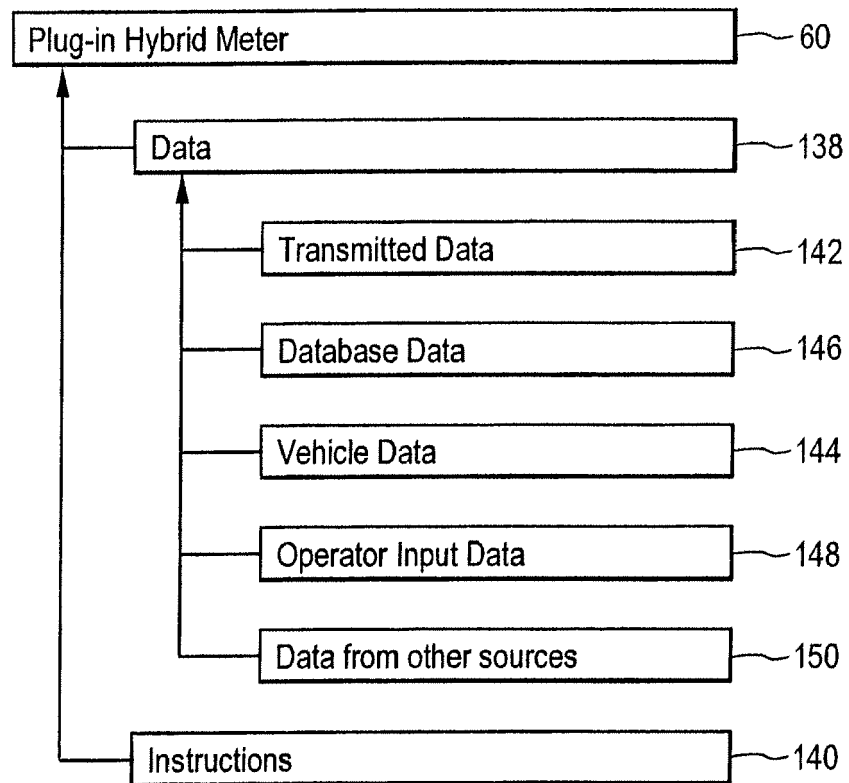 Plug-in Hybrid Meter 60
Data 138
Transmitted Data 142
Database Data 146
Vehicle Data 144
Operator Input Data 148
Data from other sources 150
Instructions 140